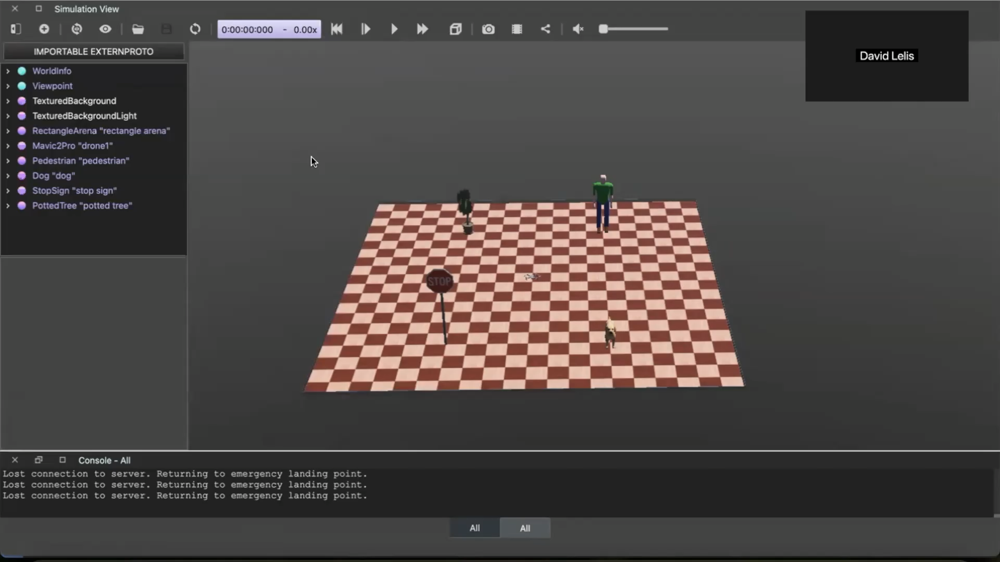 Simulation View
0:00:00:000 - 0.00x
David Lelis
IMPORTABLE EXTERNPROTO
WorldInfo
Viewpoint
TexturedBackground
TexturedBackgroundLight
RectangleArena "rectangle arena"
Mavic2Pro "drone1"
Pedestrian "pedestrian"
Dog "dog"
StopSign "stop sign"
PottedTree "potted tree"
STOP
Console - All
Lost connection to server. Returning to emergency landing point.
Lost connection to server. Returning to emergency landing point.
Lost connection to server. Returning to emergency landing point.
All All